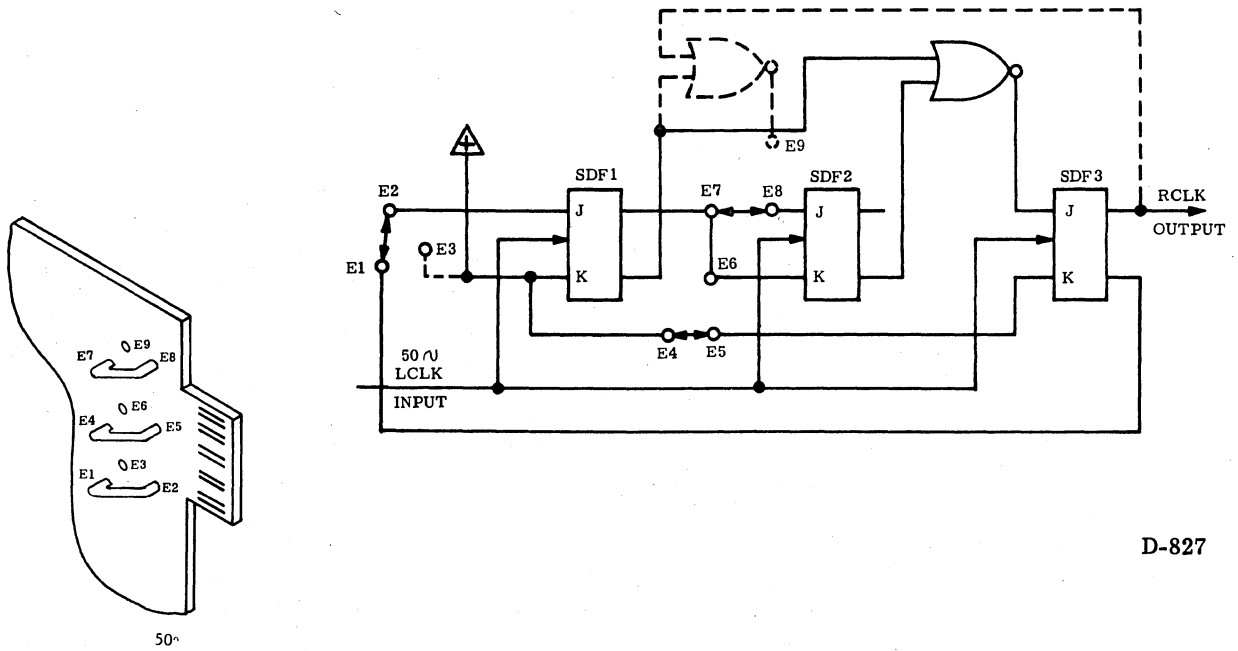 E9
SDF1
SDF2
SDF3
E2
E7
E8
RCLK
J
J
J
OUTPUT
E3
E1
E6
K
K
K
E4
E5
50 ∿
LCLK
INPUT
E9
E7
E8
E6
E4
E5
E3
E1
E2
D-827
50